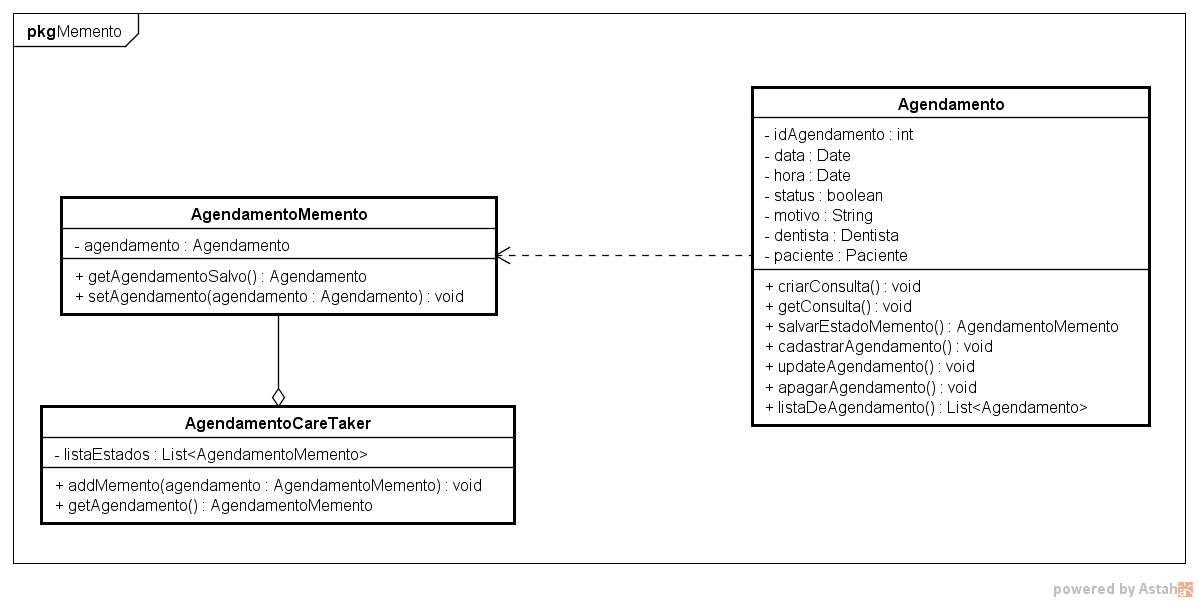 pkg Memento
Agendamento
- idAgendamento : int
- data : Date
- hora : Date
- status : boolean
- motivo : String
- dentista : Dentista
- paciente : Paciente
+ criarConsulta() : void
+ getConsulta() : void
+ salvarEstadoMemento() : AgendamentoMemento
+ cadastrarAgendamento() : void
+ updateAgendamento() : void
+ apagarAgendamento() : void
+ listaDeAgendamento() : List<Agendamento>
AgendamentoMemento
- agendamento : Agendamento
+ getAgendamentoSalvo() : Agendamento
+ setAgendamento(agendamento : Agendamento) : void
AgendamentoCareTaker
- listaEstados : List<AgendamentoMemento>
+ addMemento(agendamento : AgendamentoMemento) : void
+ getAgendamento() : AgendamentoMemento
powered by Astah